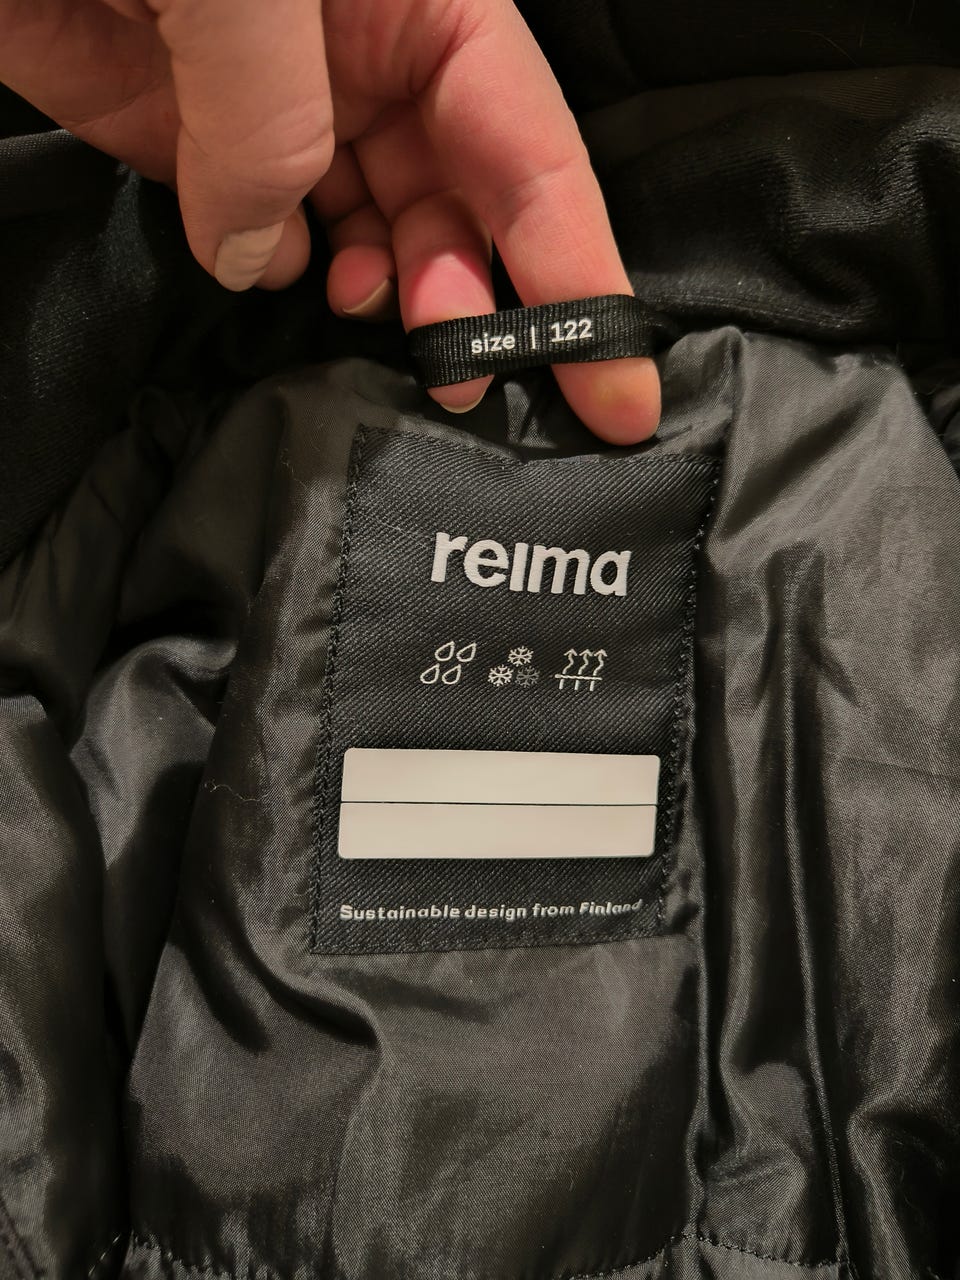 size | 122
reima
Sustainable design from Finland